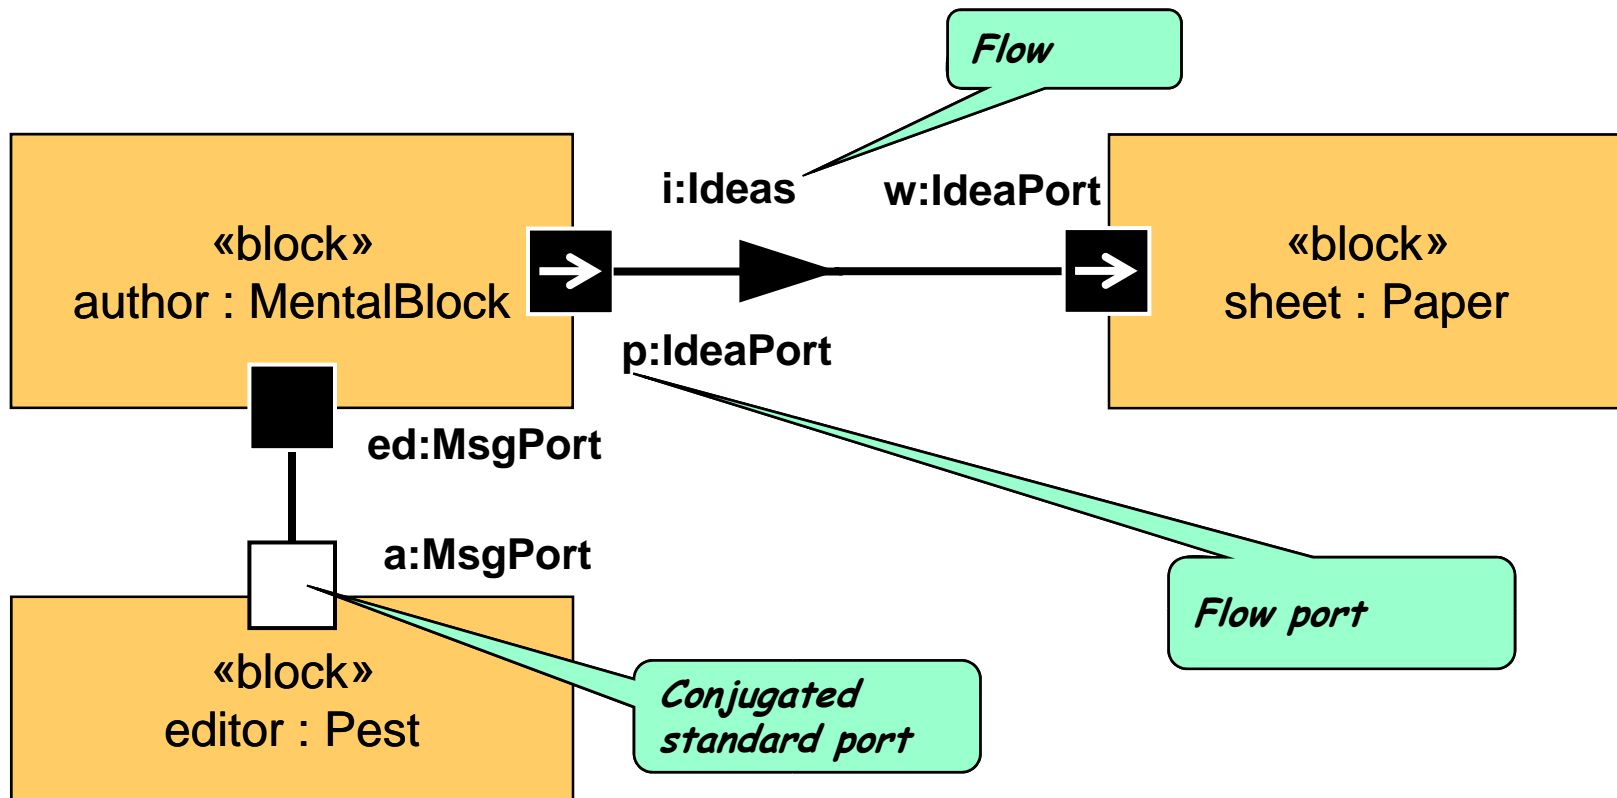 Flow
i:Ideas
w:IdeaPort
«block»
author : MentalBlock
«block»
sheet : Paper
p:IdeaPort
ed:MsgPort
a:MsgPort
Flow port
«block»
editor : Pest
Conjugated
standard port